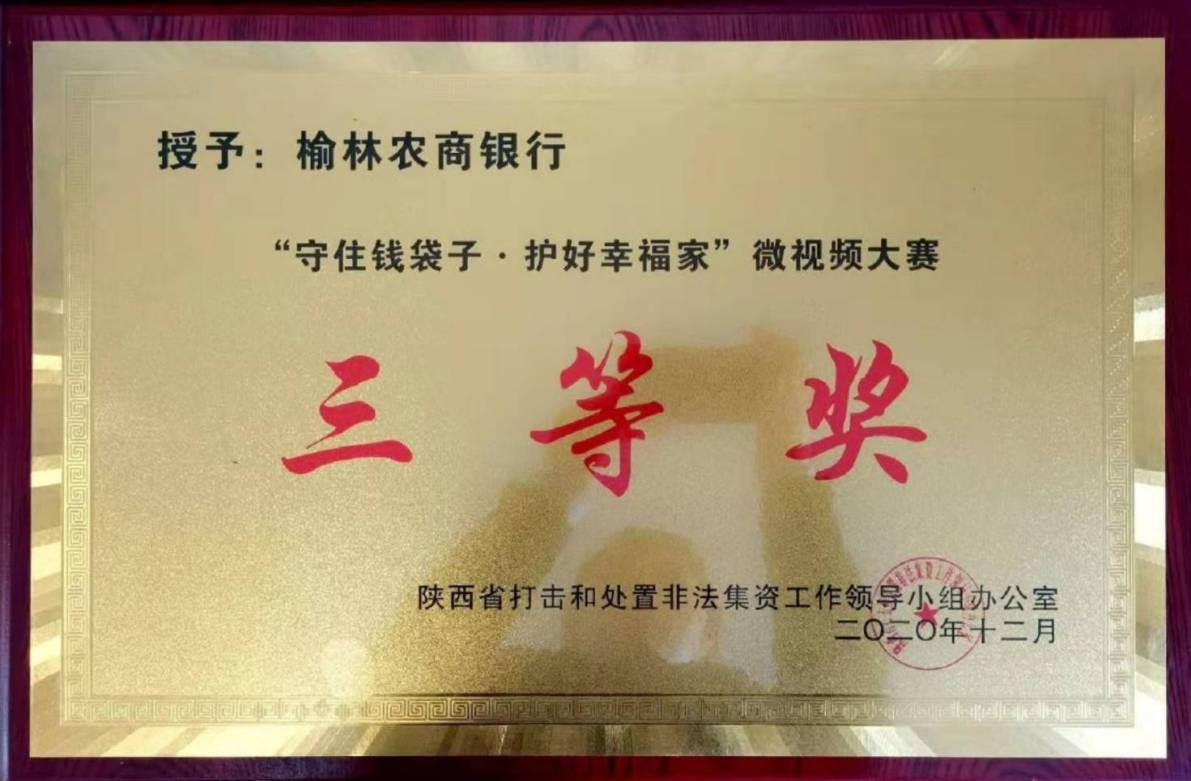 授予：榆林农商银行
“守住钱袋子·护好幸福家”微视频大赛
三等奖
陕西省打击和处置非法集资工作领导小组办公室
二〇二〇年十二月